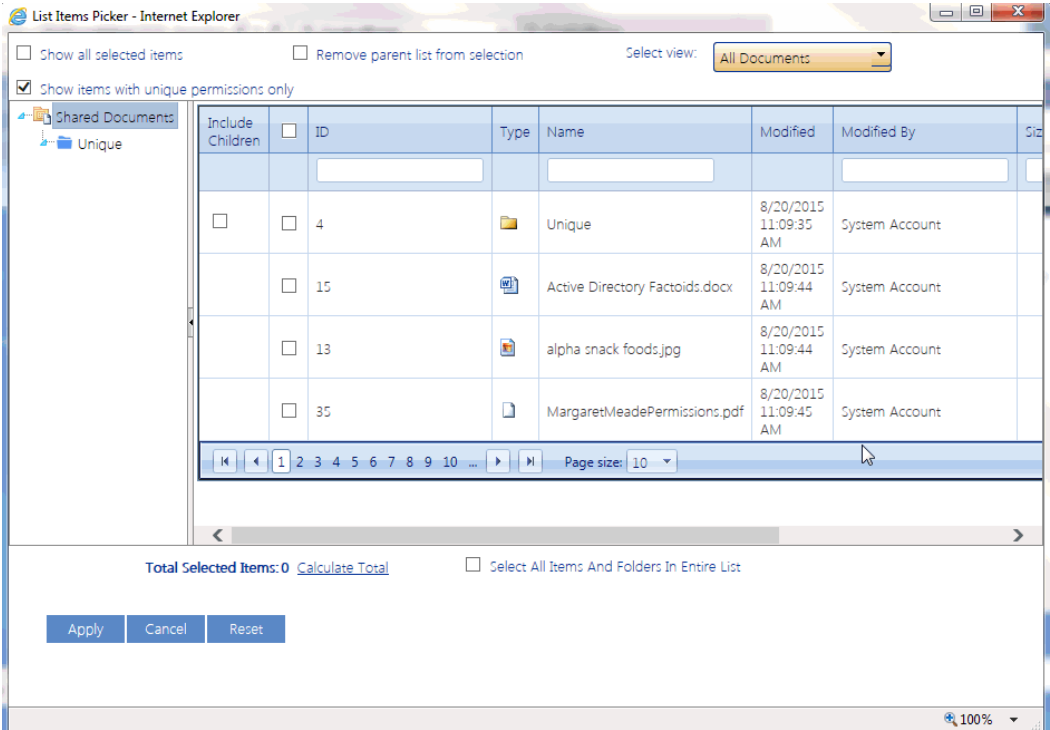 List Items Picker - Internet Explorer
Show all selected items
Remove parent list from selection
Select view:
All Documents
Show items with unique permissions only
Shared Documents
Unique
Include
Children
ID
Type
Name
Modified
Modified By
Siz
4
Unique
8/20/2015
11:09:35
AM
System Account
15
Active Directory Factoids.docx
8/20/2015
11:09:44
AM
System Account
13
alpha snack foods.jpg
8/20/2015
11:09:44
AM
System Account
35
MargaretMeadePermissions.pdf
8/20/2015
11:09:45
AM
System Account
1 2 3 4 5 6 7 8 9 10 ...
Page size: 10
Total Selected Items: 0 Calculate Total
Select All Items And Folders In Entire List
Apply
Cancel
Reset
100%